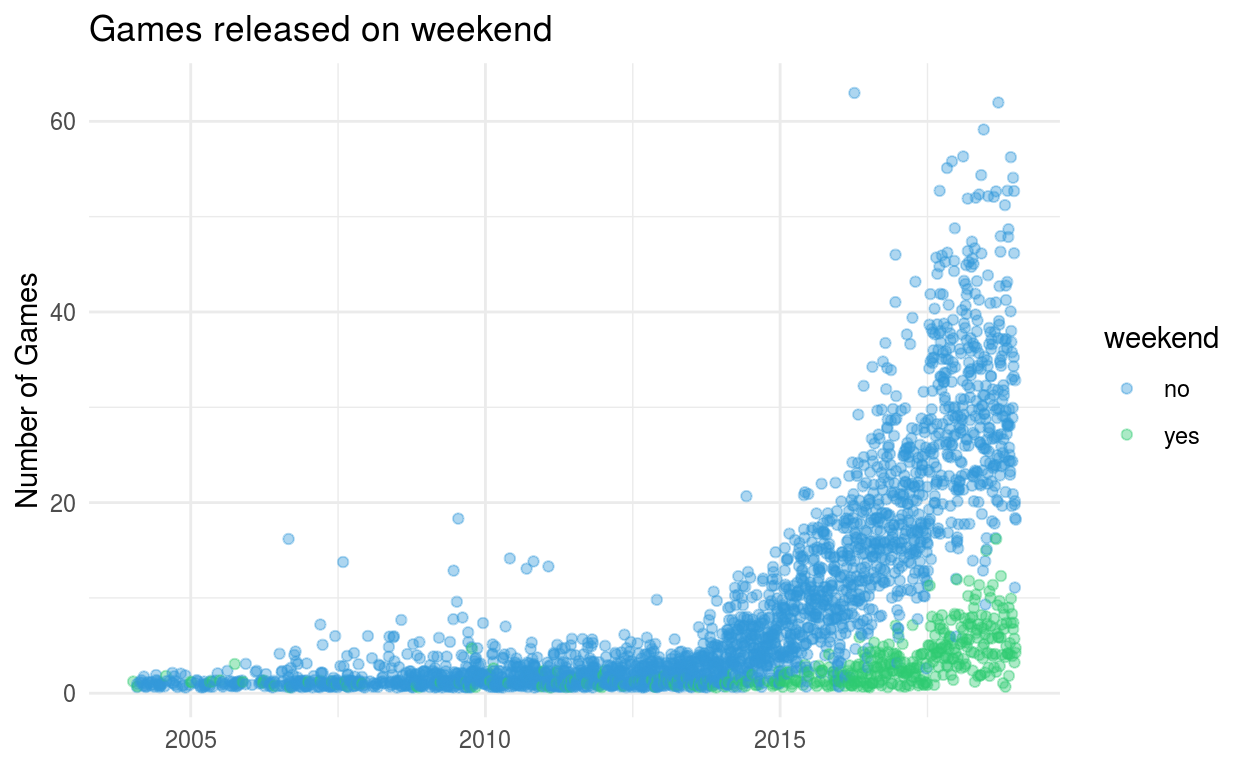 Games released on weekend
Number of Games
60
40
20
0
2005
2010
2015
weekend
no
yes